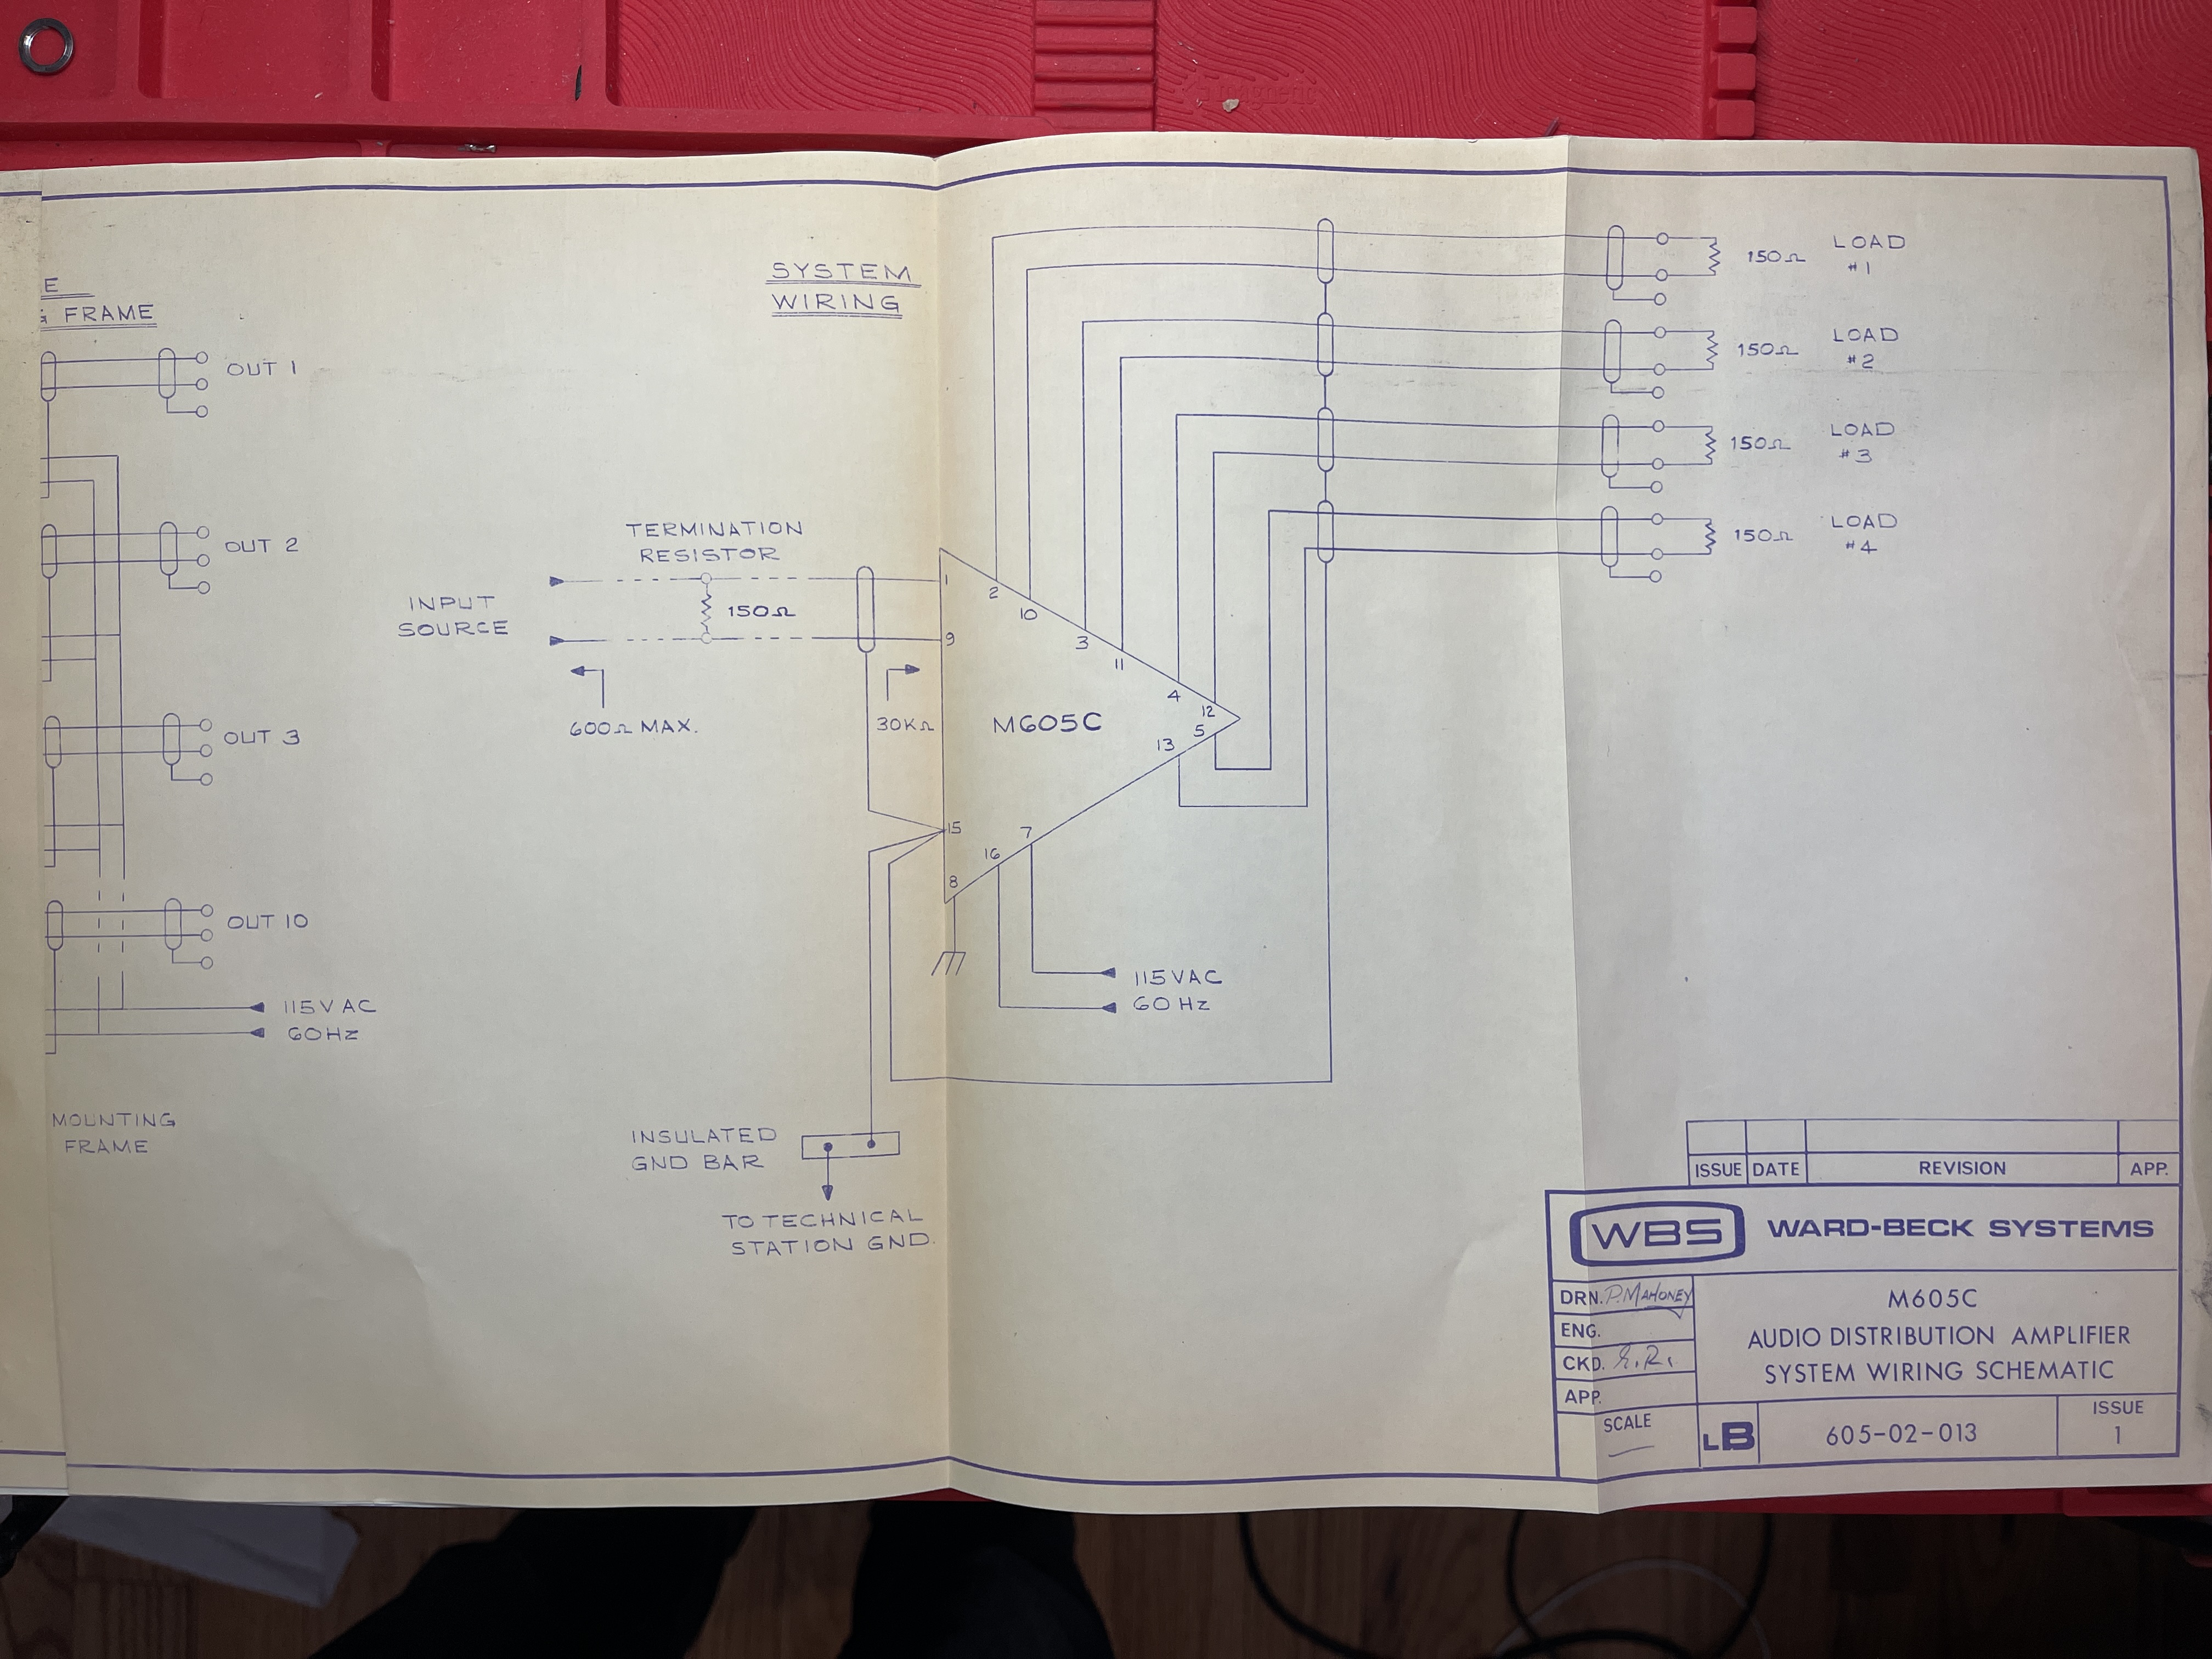 E
G FRAME
OUT 1
OUT 2
OUT 3
OUT 10
115V AC
60HZ
MOUNTING
FRAME
SYSTEM
WIRING
TERMINATION
RESISTOR
INPUT
SOURCE
150Ω
600Ω MAX.
30KΩ
M605C
1
9
2
10
3
11
4
12
5
13
15
7
16
8
115VAC
60HZ
INSULATED
GND BAR
TO TECHNICAL
STATION GND.
150Ω LOAD
#1
150Ω LOAD
#2
150Ω LOAD
#3
150Ω LOAD
#4
ISSUE DATE REVISION APP.
WBS WARD-BECK SYSTEMS
DRN. P. MAHONEY
ENG.
CKD.
APP.
SCALE
M605C
AUDIO DISTRIBUTION AMPLIFIER
SYSTEM WIRING SCHEMATIC
LB
605-02-013
ISSUE
1